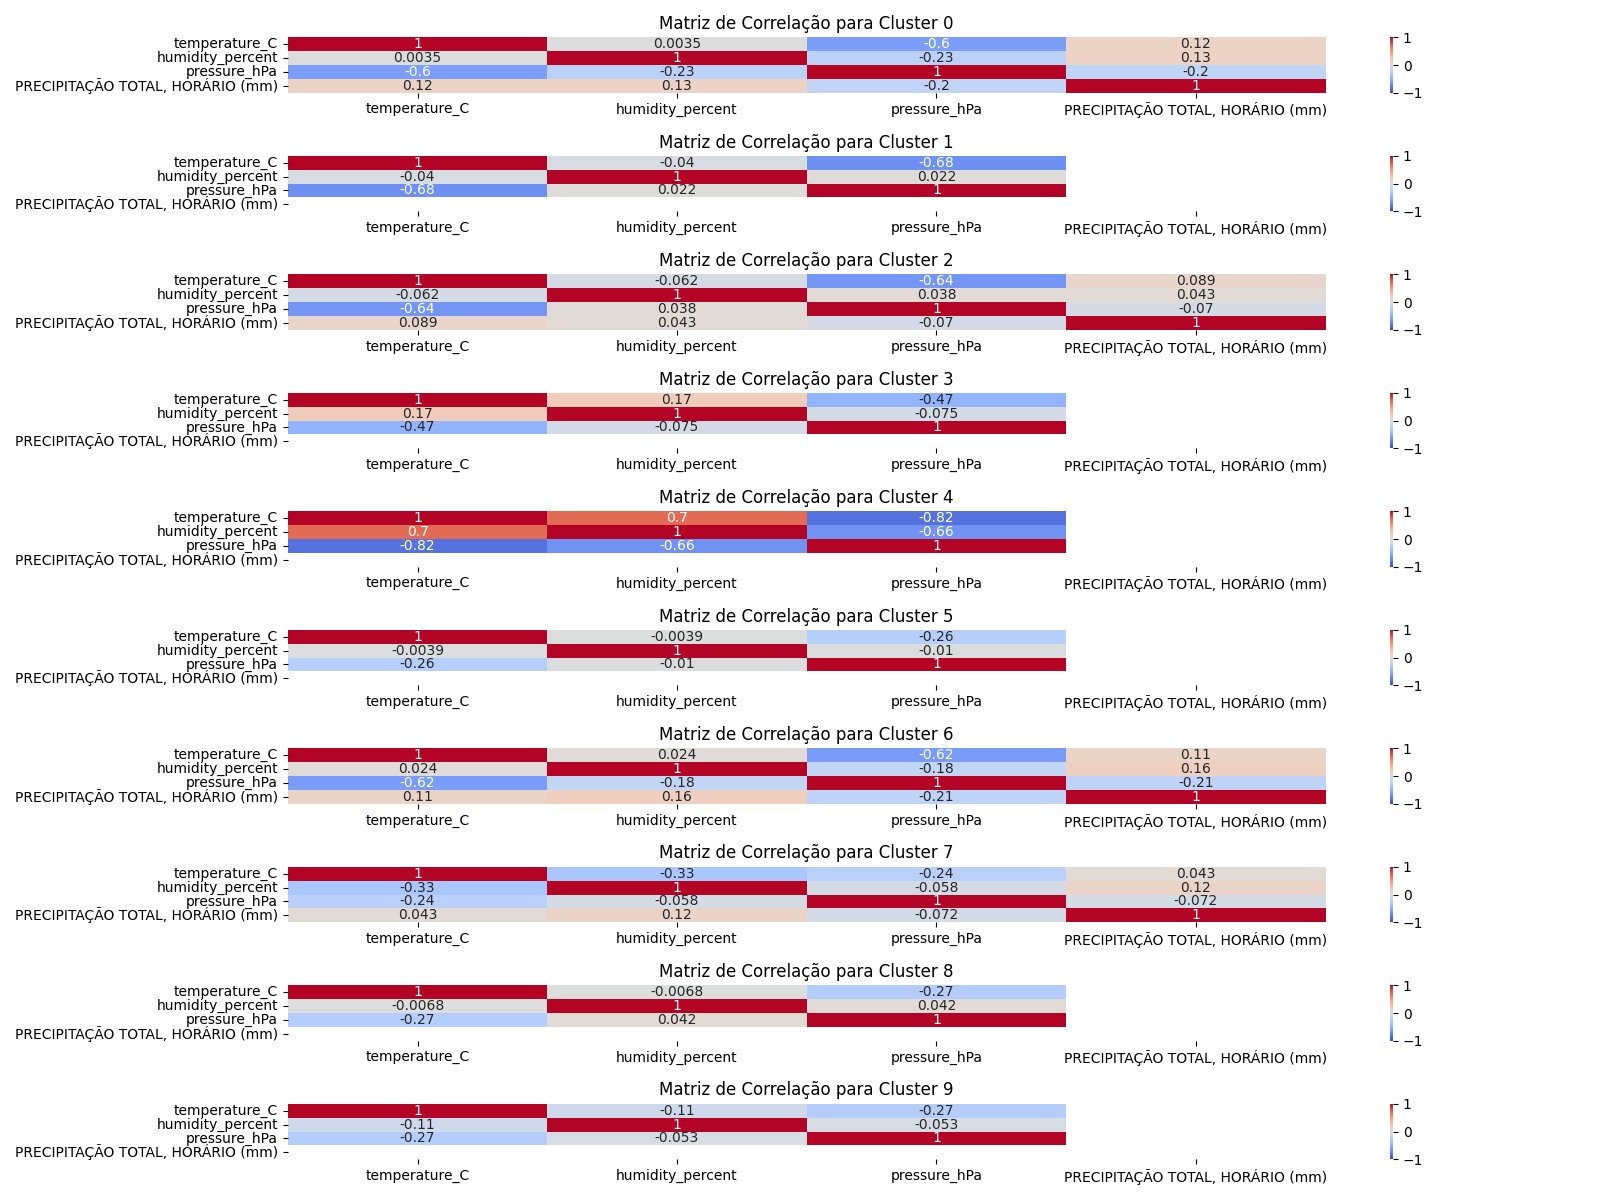 Matriz de Correlação para Cluster 0
temperature_C 1 0.0035 -0.6 0.12 1
humidity_percent 0.0035 1 -0.23 0.13
pressure_hPa -0.6 -0.23 1 -0.2 0
PRECIPITAÇÃO TOTAL, HORÁRIO (mm) 0.12 0.13 -0.2 1 −1
temperature_C humidity_percent pressure_hPa PRECIPITAÇÃO TOTAL, HORÁRIO (mm)
Matriz de Correlação para Cluster 1
temperature_C 1 -0.04 -0.68 1
humidity_percent -0.04 1 0.022
pressure_hPa -0.68 0.022 1 0
PRECIPITAÇÃO TOTAL, HORÁRIO (mm) −1
temperature_C humidity_percent pressure_hPa PRECIPITAÇÃO TOTAL, HORÁRIO (mm)
Matriz de Correlação para Cluster 2
temperature_C 1 -0.062 -0.64 0.089 1
humidity_percent -0.062 1 0.038 0.043
pressure_hPa -0.64 0.038 1 -0.07 0
PRECIPITAÇÃO TOTAL, HORÁRIO (mm) 0.089 0.043 -0.07 1 −1
temperature_C humidity_percent pressure_hPa PRECIPITAÇÃO TOTAL, HORÁRIO (mm)
Matriz de Correlação para Cluster 3
temperature_C 1 0.17 -0.47 1
humidity_percent 0.17 1 -0.075
pressure_hPa -0.47 -0.075 1 0
PRECIPITAÇÃO TOTAL, HORÁRIO (mm) −1
temperature_C humidity_percent pressure_hPa PRECIPITAÇÃO TOTAL, HORÁRIO (mm)
Matriz de Correlação para Cluster 4
temperature_C 1 0.7 -0.82 1
humidity_percent 0.7 1 -0.66
pressure_hPa -0.82 -0.66 1 0
PRECIPITAÇÃO TOTAL, HORÁRIO (mm) −1
temperature_C humidity_percent pressure_hPa PRECIPITAÇÃO TOTAL, HORÁRIO (mm)
Matriz de Correlação para Cluster 5
temperature_C 1 -0.0039 -0.26 1
humidity_percent -0.0039 1 -0.01
pressure_hPa -0.26 -0.01 1 0
PRECIPITAÇÃO TOTAL, HORÁRIO (mm) −1
temperature_C humidity_percent pressure_hPa PRECIPITAÇÃO TOTAL, HORÁRIO (mm)
Matriz de Correlação para Cluster 6
temperature_C 1 0.024 -0.62 0.11 1
humidity_percent 0.024 1 -0.18 0.16
pressure_hPa -0.62 -0.18 1 -0.21 0
PRECIPITAÇÃO TOTAL, HORÁRIO (mm) 0.11 0.16 -0.21 1 −1
temperature_C humidity_percent pressure_hPa PRECIPITAÇÃO TOTAL, HORÁRIO (mm)
Matriz de Correlação para Cluster 7
temperature_C 1 -0.33 -0.24 0.043 1
humidity_percent -0.33 1 -0.058 0.12
pressure_hPa -0.24 -0.058 1 -0.072 0
PRECIPITAÇÃO TOTAL, HORÁRIO (mm) 0.043 0.12 -0.072 1 −1
temperature_C humidity_percent pressure_hPa PRECIPITAÇÃO TOTAL, HORÁRIO (mm)
Matriz de Correlação para Cluster 8
temperature_C 1 -0.0068 -0.27 1
humidity_percent -0.0068 1 0.042
pressure_hPa -0.27 0.042 1 0
PRECIPITAÇÃO TOTAL, HORÁRIO (mm) −1
temperature_C humidity_percent pressure_hPa PRECIPITAÇÃO TOTAL, HORÁRIO (mm)
Matriz de Correlação para Cluster 9
temperature_C 1 -0.11 -0.27 1
humidity_percent -0.11 1 -0.053
pressure_hPa -0.27 -0.053 1 0
PRECIPITAÇÃO TOTAL, HORÁRIO (mm) −1
temperature_C humidity_percent pressure_hPa PRECIPITAÇÃO TOTAL, HORÁRIO (mm)